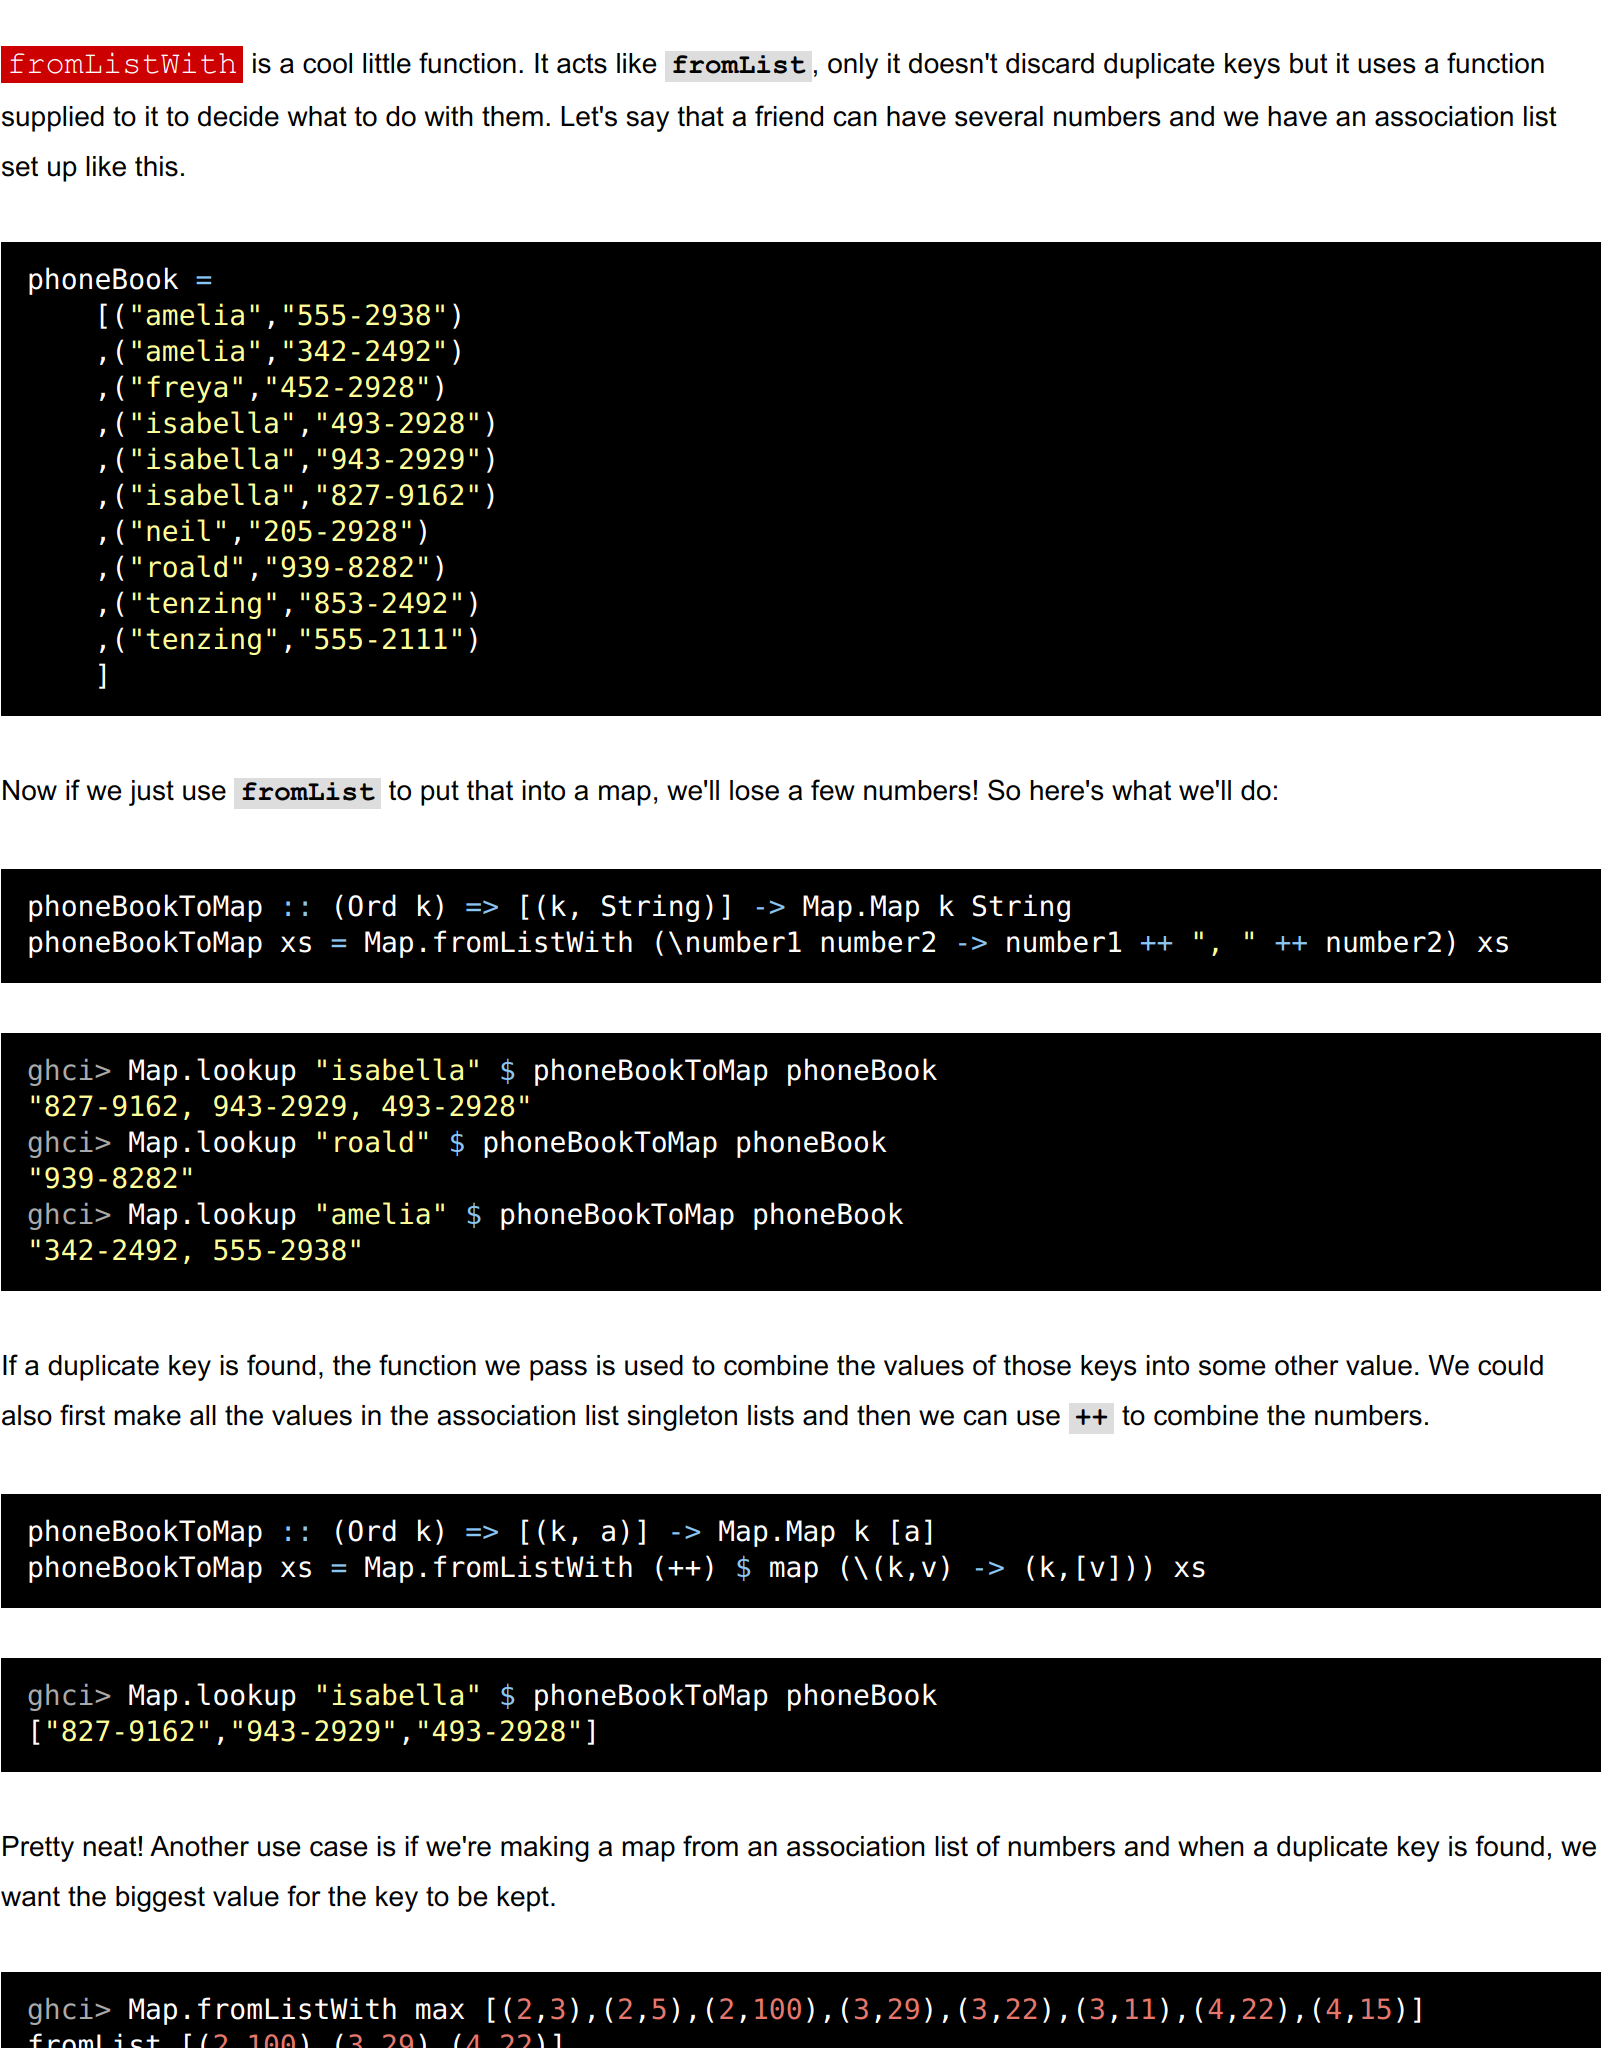 fromListWith is a cool little function. It acts like fromList, only it doesn't discard duplicate keys but it uses a function
supplied to it to decide what to do with them. Let's say that a friend can have several numbers and we have an association list
set up like this.
phoneBook =
    [("amelia","555-2938")
    ,("amelia","342-2492")
    ,("freya","452-2928")
    ,("isabella","493-2928")
    ,("isabella","943-2929")
    ,("isabella","827-9162")
    ,("neil","205-2928")
    ,("roald","939-8282")
    ,("tenzing","853-2492")
    ,("tenzing","555-2111")
    ]
Now if we just use fromList to put that into a map, we'll lose a few numbers! So here's what we'll do:
phoneBookToMap :: (Ord k) => [(k, String)] -> Map.Map k String
phoneBookToMap xs = Map.fromListWith (\number1 number2 -> number1 ++ ", " ++ number2) xs
ghci> Map.lookup "isabella" $ phoneBookToMap phoneBook
"827-9162, 943-2929, 493-2928"
ghci> Map.lookup "roald" $ phoneBookToMap phoneBook
"939-8282"
ghci> Map.lookup "amelia" $ phoneBookToMap phoneBook
"342-2492, 555-2938"
If a duplicate key is found, the function we pass is used to combine the values of those keys into some other value. We could
also first make all the values in the association list singleton lists and then we can use ++ to combine the numbers.
phoneBookToMap :: (Ord k) => [(k, a)] -> Map.Map k [a]
phoneBookToMap xs = Map.fromListWith (++) $ map (\(k,v) -> (k,[v])) xs
ghci> Map.lookup "isabella" $ phoneBookToMap phoneBook
["827-9162","943-2929","493-2928"]
Pretty neat! Another use case is if we're making a map from an association list of numbers and when a duplicate key is found, we
want the biggest value for the key to be kept.
ghci> Map.fromListWith max [(2,3),(2,5),(2,100),(3,29),(3,22),(3,11),(4,22),(4,15)]
fromList [(2,100),(3,29),(4,22)]